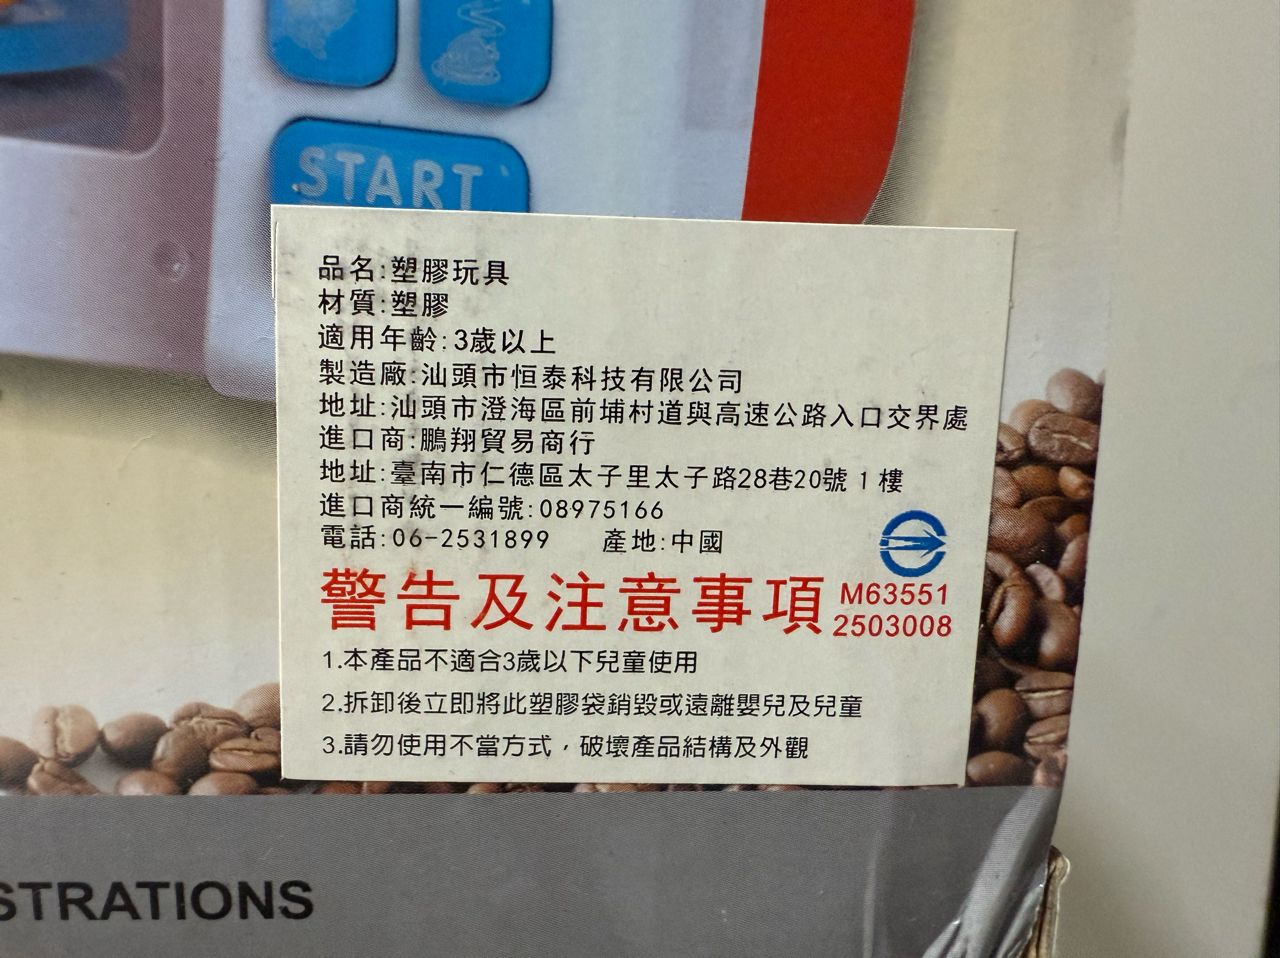 START
品名:塑膠玩具
材質:塑膠
適用年齡:3歲以上
製造廠:汕頭市恒泰科技有限公司
地址:汕頭市澄海區前埔村道與高速公路入口交界處
進口商:鵬翔貿易商行
地址:臺南市仁德區太子里太子路28巷20號1樓
進口商統一編號:08975166
電話:06-2531899 產地:中國
警告及注意事項 M63551
2503008
1.本產品不適合3歲以下兒童使用
2.拆卸後立即將此塑膠袋銷毀或遠離嬰兒及兒童
3.請勿使用不當方式，破壞產品結構及外觀
STRATIONS